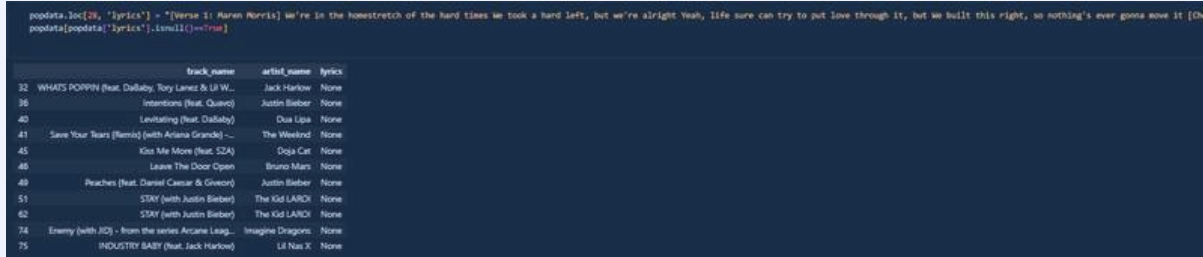 popdata.loc[28, 'lyrics'] = "[Verse 1: Maren Morris] We're in the homestretch of the hard times We took a hard left, but we're alright Yeah, life sure can try to put love through it, but We built this right, so nothing's ever gonna move it [Ch
popdata[popdata['lyrics'].isnull()==True]
track_name artist_name lyrics
32 WHATS POPPIN (feat. DaBaby, Tory Lanez & Lil W... Jack Harlow None
36 Intentions (feat. Quavo) Justin Bieber None
40 Levitating (feat. DaBaby) Dua Lipa None
41 Save Your Tears (Remix) (with Ariana Grande) -... The Weeknd None
45 Kiss Me More (feat. SZA) Doja Cat None
46 Leave The Door Open Bruno Mars None
49 Peaches (feat. Daniel Caesar & Giveon) Justin Bieber None
51 STAY (with Justin Bieber) The Kid LAROI None
62 STAY (with Justin Bieber) The Kid LAROI None
74 Enemy (with JID) - from the series Arcane Leag... Imagine Dragons None
75 INDUSTRY BABY (feat. Jack Harlow) Lil Nas X None